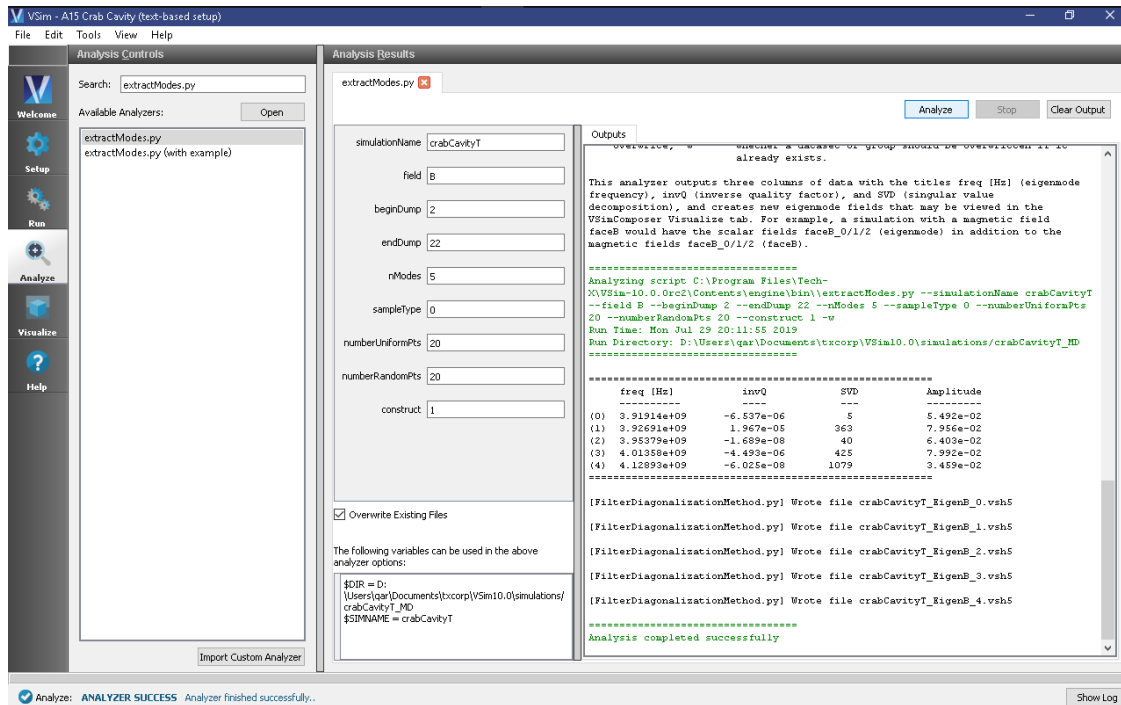 VSim - A15 Crab Cavity (text-based setup)
File Edit Tools View Help
Welcome
Setup
Run
Analyze
Visualize
Help
Analysis Controls
Search: extractModes.py
Available Analyzers: Open
extractModes.py
extractModes.py (with example)
Import Custom Analyzer
Analysis Results
extractModes.py
Analyze Stop Clear Output
simulationName crabCavityT
field B
beginDump 2
endDump 22
nModes 5
sampleType 0
numberUniformPts 20
numberRandomPts 20
construct 1
Overwrite Existing Files
The following variables can be used in the above
analyzer options:
$DIR = D:
\Users\qar\Documents\txcorp\VSim10.0\simulations/
crabCavityT_MD
$SIMNAME = crabCavityT
Outputs
overwrite, w whether a dataset or group should be overwritten if it
already exists.
This analyzer outputs three columns of data with the titles freq [Hz] (eigenmode
frequency), invQ (inverse quality factor), and SVD (singular value
decomposition), and creates new eigenmode fields that may be viewed in the
VSimComposer Visualize tab. For example, a simulation with a magnetic field
faceB would have the scalar fields faceB_0/1/2 (eigenmode) in addition to the
magnetic fields faceB_0/1/2 (faceB).
==================================
Analyzing script C:\Program Files\Tech-
X\VSim-10.0.0rc2\Contents\engine\bin\\extractModes.py --simulationName crabCavityT
--field B --beginDump 2 --endDump 22 --nModes 5 --sampleType 0 --numberUniformPts
20 --numberRandomPts 20 --construct 1 -w
Run Time: Mon Jul 29 20:11:55 2019
Run Directory: D:\Users\qar\Documents\txcorp\VSim10.0\simulations/crabCavityT_MD
==================================
=======================================================
freq [Hz] invQ SVD Amplitude
---------- ---- --- ---------
(0) 3.91914e+09 -6.537e-06 5 5.492e-02
(1) 3.92691e+09 1.967e-05 363 7.956e-02
(2) 3.95379e+09 -1.689e-08 40 6.403e-02
(3) 4.01358e+09 -4.493e-06 425 7.992e-02
(4) 4.12893e+09 -6.025e-08 1079 3.459e-02
=======================================================
[FilterDiagonalizationMethod.py] Wrote file crabCavityT_EigenB_0.vsh5
[FilterDiagonalizationMethod.py] Wrote file crabCavityT_EigenB_1.vsh5
[FilterDiagonalizationMethod.py] Wrote file crabCavityT_EigenB_2.vsh5
[FilterDiagonalizationMethod.py] Wrote file crabCavityT_EigenB_3.vsh5
[FilterDiagonalizationMethod.py] Wrote file crabCavityT_EigenB_4.vsh5
==================================
Analysis completed successfully
Analyze: ANALYZER SUCCESS Analyzer finished successfully..
Show Log